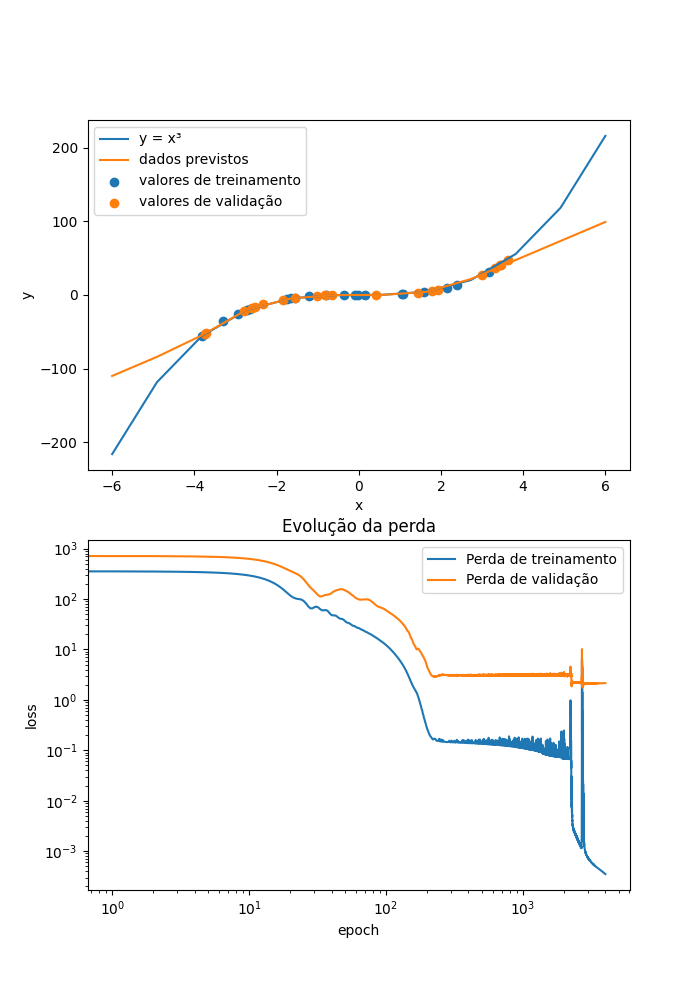 y = x³
dados previstos
valores de treinamento
valores de validação
200
100
0
−100
−200
y
−6 −4 −2 0 2 4 6
x
Evolução da perda
Perda de treinamento
Perda de validação
10³
10²
10¹
10⁰
10⁻¹
10⁻²
10⁻³
loss
10⁰ 10¹ 10² 10³
epoch